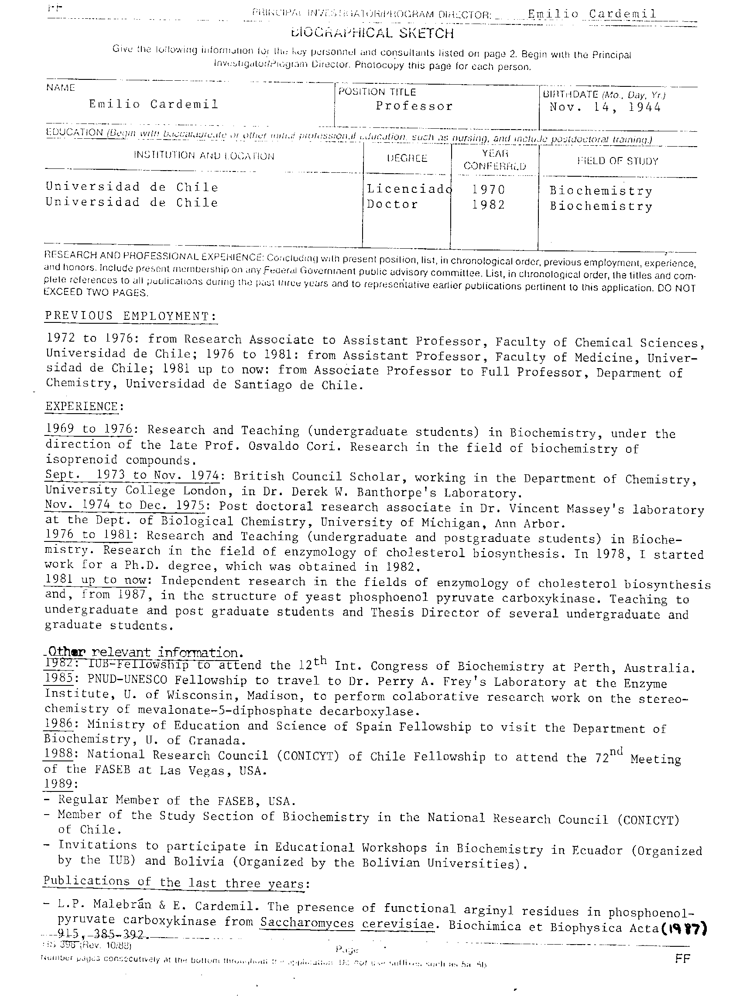 FF
PRINCIPAL INVESTIGATOR/PROGRAM DIRECTOR: Emilio Cardemil
BIOGRAPHICAL SKETCH
Give the following information for the key personnel and consultants listed on page 2. Begin with the Principal
Investigator/Program Director. Photocopy this page for each person.
NAME
POSITION TITLE
BIRTHDATE (Mo., Day, Yr.)
Emilio Cardemil
Professor
Nov. 14, 1944
EDUCATION (Begin with baccalaureate or other initial professional education, such as nursing, and include postdoctoral training.)
INSTITUTION AND LOCATION
DEGREE
YEAR
CONFERRED
FIELD OF STUDY
Universidad de Chile Licenciado 1970 Biochemistry
Universidad de Chile Doctor 1982 Biochemistry
RESEARCH AND PROFESSIONAL EXPERIENCE: Concluding with present position, list, in chronological order, previous employment, experience,
and honors. Include present membership on any Federal Government public advisory committee. List, in chronological order, the titles and com-
plete references to all publications during the past three years and to representative earlier publications pertinent to this application. DO NOT
EXCEED TWO PAGES.
PREVIOUS EMPLOYMENT:
1972 to 1976: from Research Associate to Assistant Professor, Faculty of Chemical Sciences,
Universidad de Chile; 1976 to 1981: from Assistant Professor, Faculty of Medicine, Univer-
sidad de Chile; 1981 up to now: from Associate Professor to Full Professor, Deparment of
Chemistry, Universidad de Santiago de Chile.
EXPERIENCE:
1969 to 1976: Research and Teaching (undergraduate students) in Biochemistry, under the
direction of the late Prof. Osvaldo Cori. Research in the field of biochemistry of
isoprenoid compounds.
Sept. 1973 to Nov. 1974: British Council Scholar, working in the Department of Chemistry,
University College London, in Dr. Derek W. Banthorpe's Laboratory.
Nov. 1974 to Dec. 1975: Post doctoral research associate in Dr. Vincent Massey's laboratory
at the Dept. of Biological Chemistry, University of Michigan, Ann Arbor.
1976 to 1981: Research and Teaching (undergraduate and postgraduate students) in Bioche-
mistry. Research in the field of enzymology of cholesterol biosynthesis. In 1978, I started
work for a Ph.D. degree, which was obtained in 1982.
1981 up to now: Independent research in the fields of enzymology of cholesterol biosynthesis
and, from 1987, in the structure of yeast phosphoenol pyruvate carboxykinase. Teaching to
undergraduate and post graduate students and Thesis Director of several undergraduate and
graduate students.
Other relevant information.
1982: IUB-Fellowship to attend the 12th Int. Congress of Biochemistry at Perth, Australia.
1985: PNUD-UNESCO Fellowship to travel to Dr. Perry A. Frey's Laboratory at the Enzyme
Institute, U. of Wisconsin, Madison, to perform colaborative research work on the stereo-
chemistry of mevalonate-5-diphosphate decarboxylase.
1986: Ministry of Education and Science of Spain Fellowship to visit the Department of
Biochemistry, U. of Granada.
1988: National Research Council (CONICYT) of Chile Fellowship to attend the 72nd Meeting
of the FASEB at Las Vegas, USA.
1989:
- Regular Member of the FASEB, USA.
- Member of the Study Section of Biochemistry in the National Research Council (CONICYT)
of Chile.
- Invitations to participate in Educational Workshops in Biochemistry in Ecuador (Organized
by the IUB) and Bolivia (Organized by the Bolivian Universities).
Publications of the last three years:
- L.P. Malebrán & E. Cardemil. The presence of functional arginyl residues in phosphoenol-
pyruvate carboxykinase from Saccharomyces cerevisiae. Biochimica et Biophysica Acta (1987)
915, 385-392.
398 (Rev. 10/88)
Page
FF
Number pages consecutively at the bottom throughout the application. Do not use suffixes such as 5a, 5b.